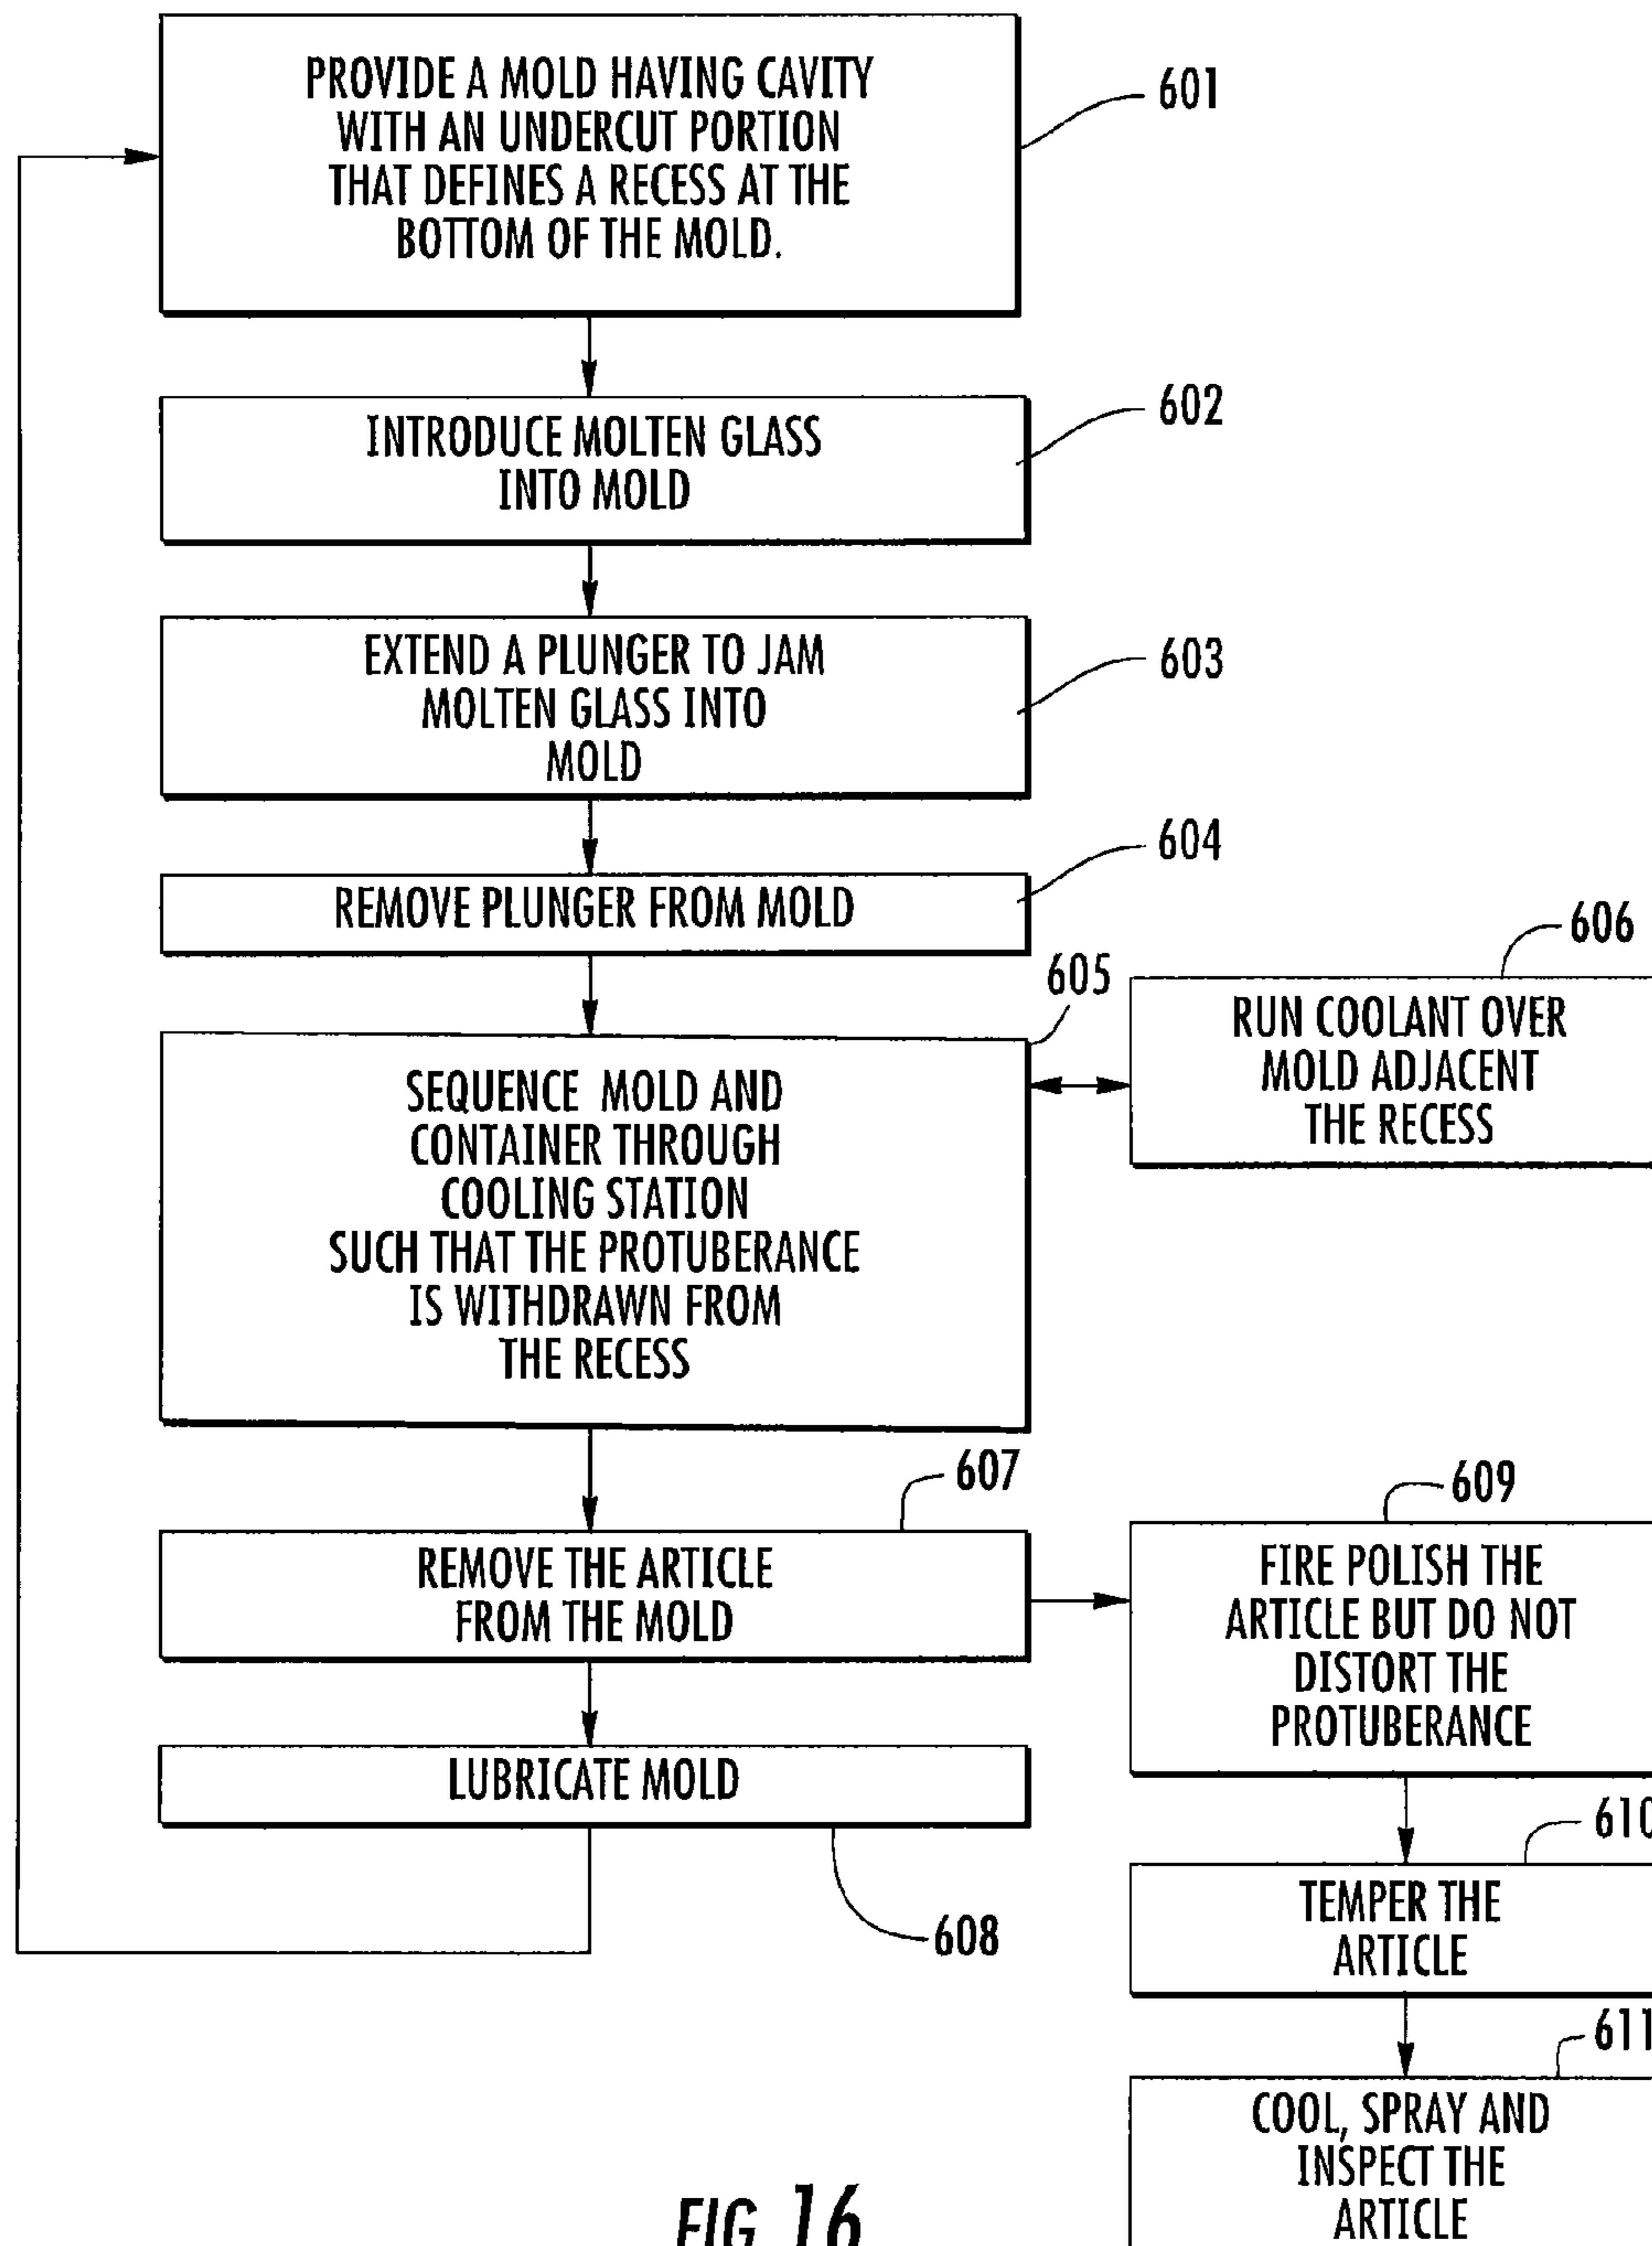 PROVIDE A MOLD HAVING CAVITY
WITH AN UNDERCUT PORTION
THAT DEFINES A RECESS AT THE
BOTTOM OF THE MOLD.
601
INTRODUCE MOLTEN GLASS
INTO MOLD
602
EXTEND A PLUNGER TO JAM
MOLTEN GLASS INTO
MOLD
603
REMOVE PLUNGER FROM MOLD
604
SEQUENCE MOLD AND
CONTAINER THROUGH
COOLING STATION
SUCH THAT THE PROTUBERANCE
IS WITHDRAWN FROM
THE RECESS
605
RUN COOLANT OVER
MOLD ADJACENT
THE RECESS
606
REMOVE THE ARTICLE
FROM THE MOLD
607
LUBRICATE MOLD
608
FIRE POLISH THE
ARTICLE BUT DO NOT
DISTORT THE
PROTUBERANCE
609
TEMPER THE
ARTICLE
610
COOL, SPRAY AND
INSPECT THE
ARTICLE
611
FIG 16